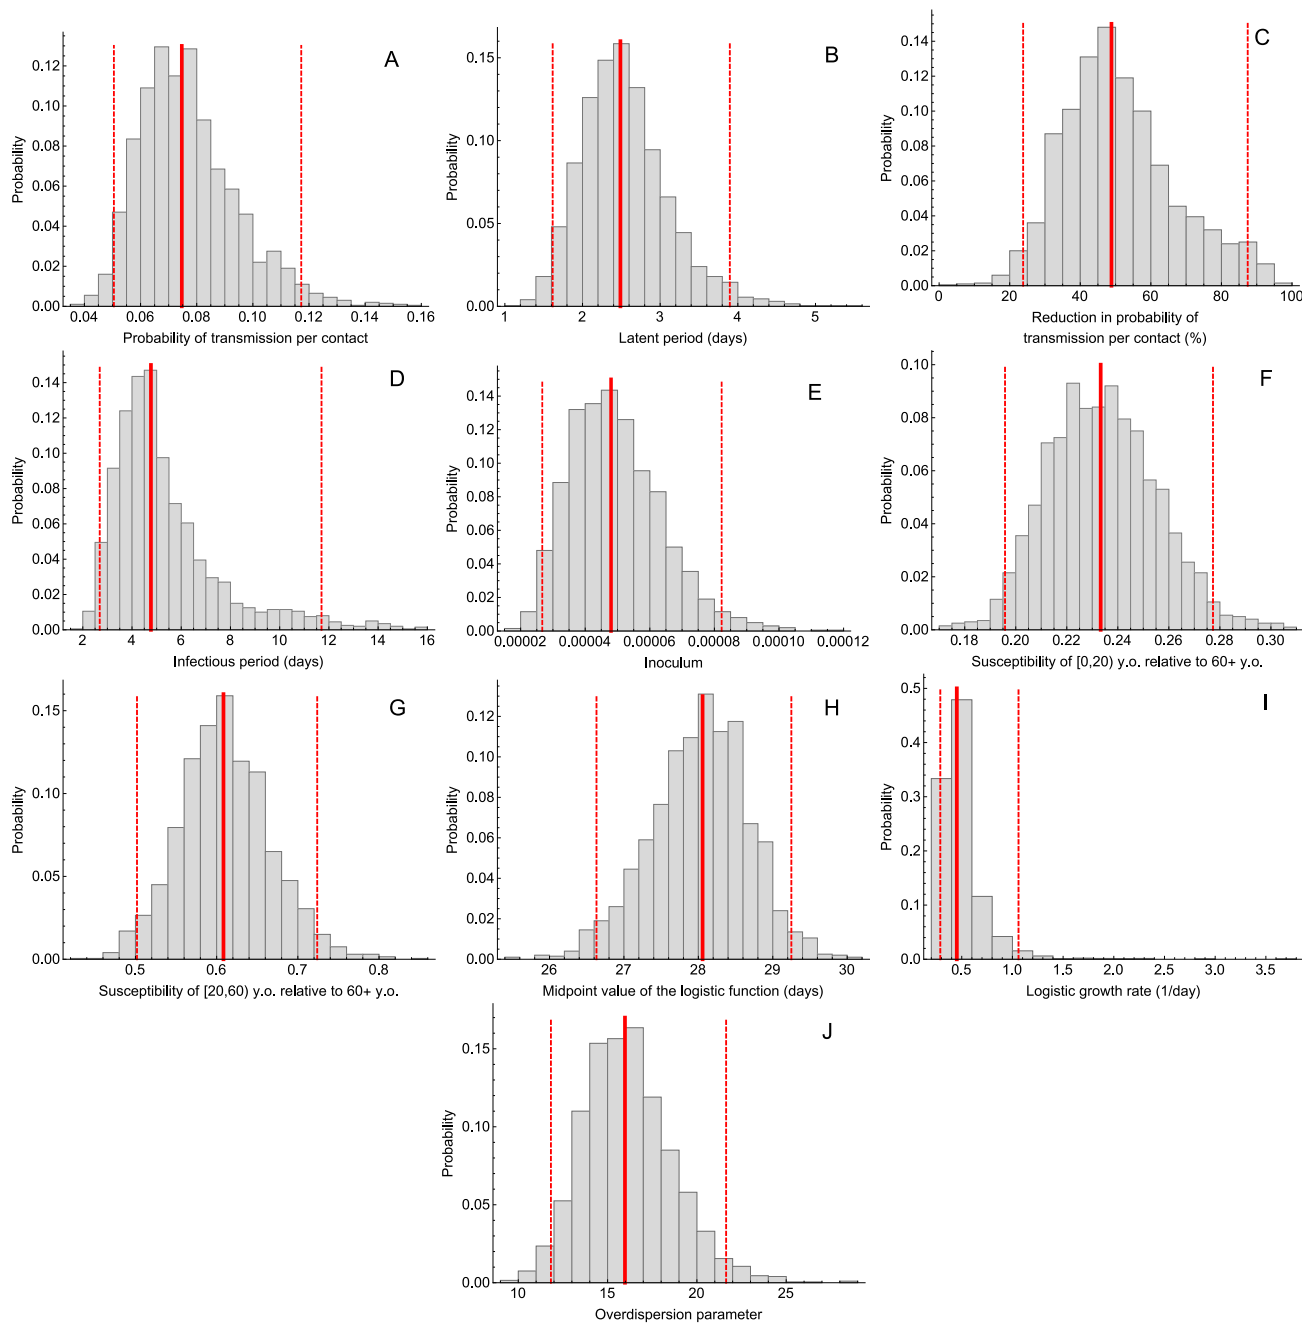 A
Probability
0.12
0.10
0.08
0.06
0.04
0.02
0.00
0.04 0.06 0.08 0.10 0.12 0.14 0.16
Probability of transmission per contact
B
Probability
0.15
0.10
0.05
0.00
1 2 3 4 5
Latent period (days)
C
Probability
0.14
0.12
0.10
0.08
0.06
0.04
0.02
0.00
0 20 40 60 80 100
Reduction in probability of
transmission per contact (%)
D
Probability
0.14
0.12
0.10
0.08
0.06
0.04
0.02
0.00
2 4 6 8 10 12 14 16
Infectious period (days)
E
Probability
0.14
0.12
0.10
0.08
0.06
0.04
0.02
0.00
0.00002 0.00004 0.00006 0.00008 0.00010 0.00012
Inoculum
F
Probability
0.10
0.08
0.06
0.04
0.02
0.00
0.18 0.20 0.22 0.24 0.26 0.28 0.30
Susceptibility of [0,20) y.o. relative to 60+ y.o.
G
Probability
0.15
0.10
0.05
0.00
0.5 0.6 0.7 0.8
Susceptibility of [20,60) y.o. relative to 60+ y.o.
H
Probability
0.12
0.10
0.08
0.06
0.04
0.02
0.00
26 27 28 29 30
Midpoint value of the logistic function (days)
I
Probability
0.5
0.4
0.3
0.2
0.1
0.0
0.5 1.0 1.5 2.0 2.5 3.0 3.5
Logistic growth rate (1/day)
J
Probability
0.15
0.10
0.05
0.00
10 15 20 25
Overdispersion parameter